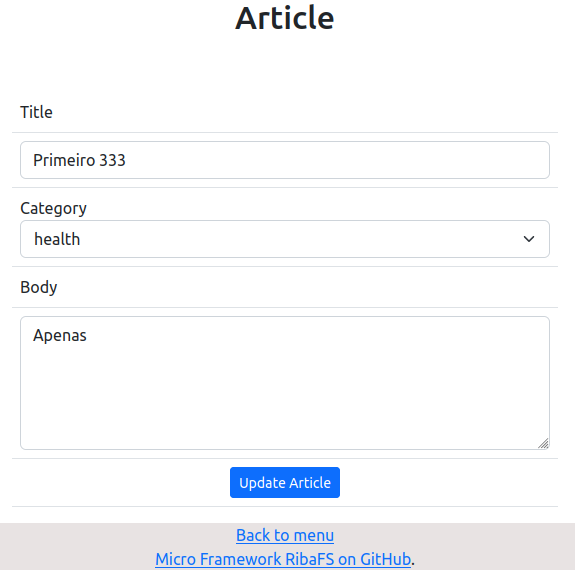 Article
Title
Primeiro 333
Category
health
Body
Apenas
Update Article
Back to menu
Micro Framework RibaFS on GitHub.